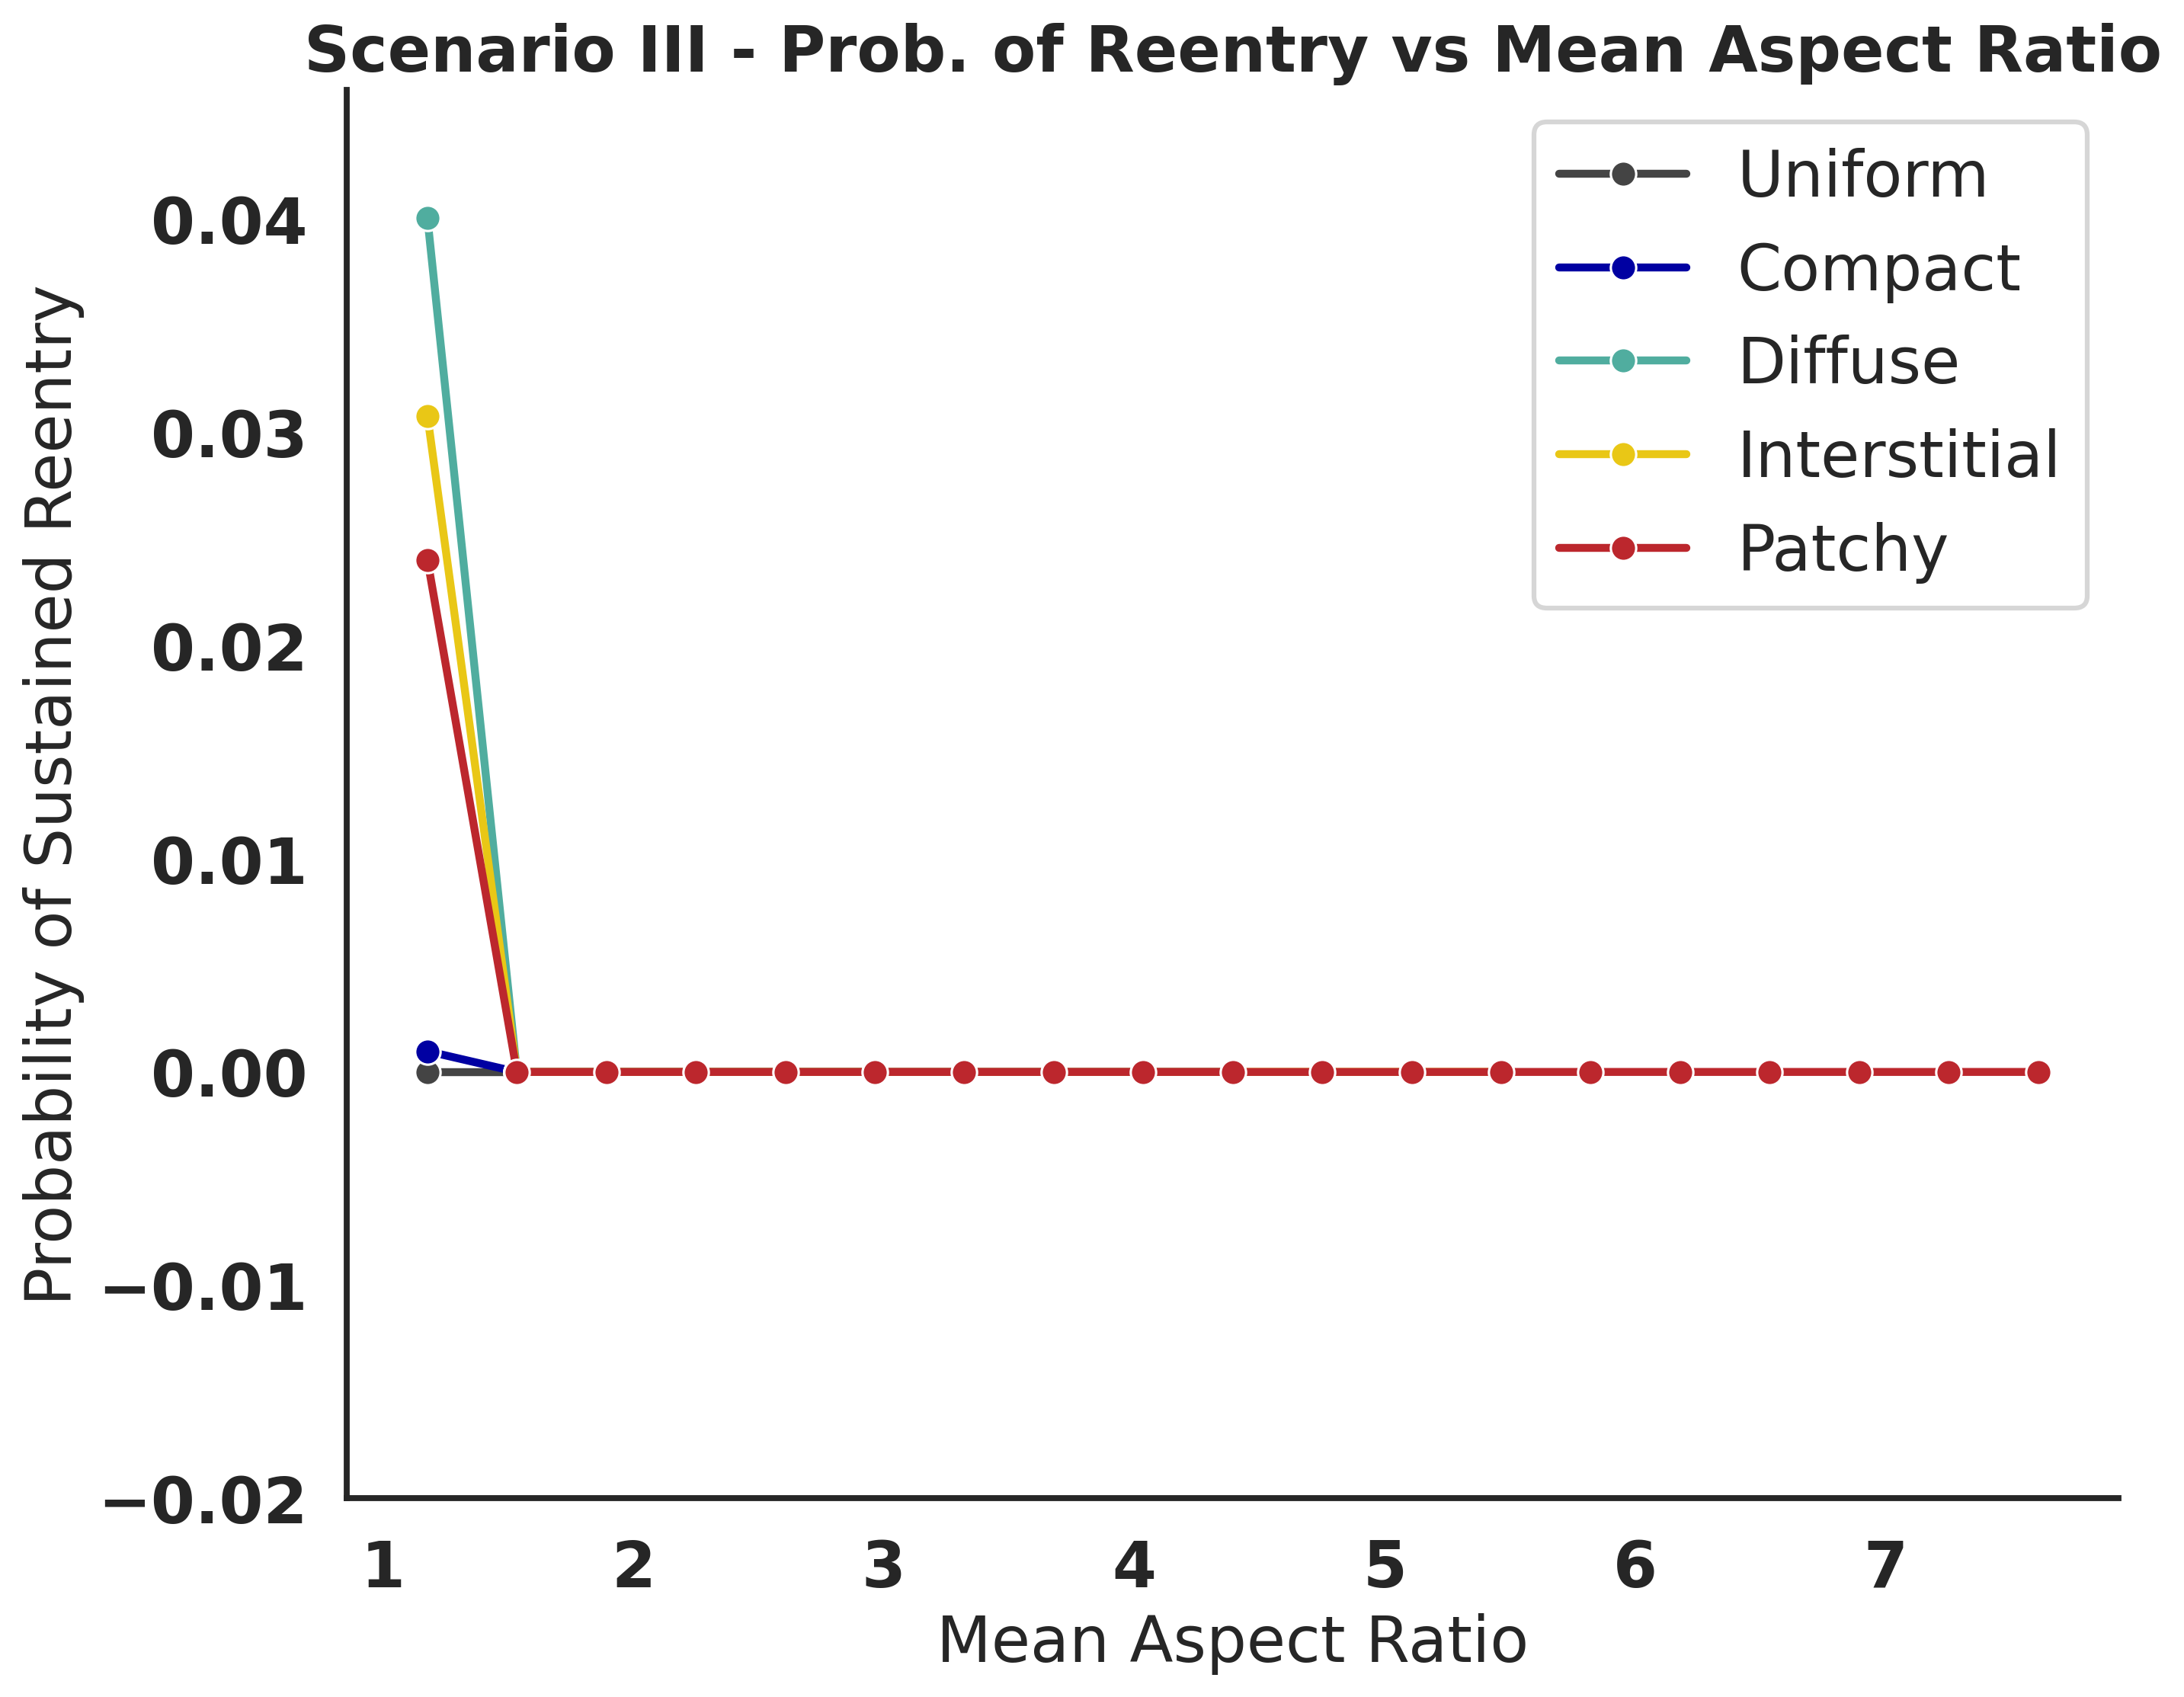 Scenario III - Prob. of Reentry vs Mean Aspect Ratio
Probability of Sustained Reentry
0.04
0.03
0.02
0.01
0.00
−0.01
−0.02
Uniform
Compact
Diffuse
Interstitial
Patchy
1 2 3 4 5 6 7
Mean Aspect Ratio